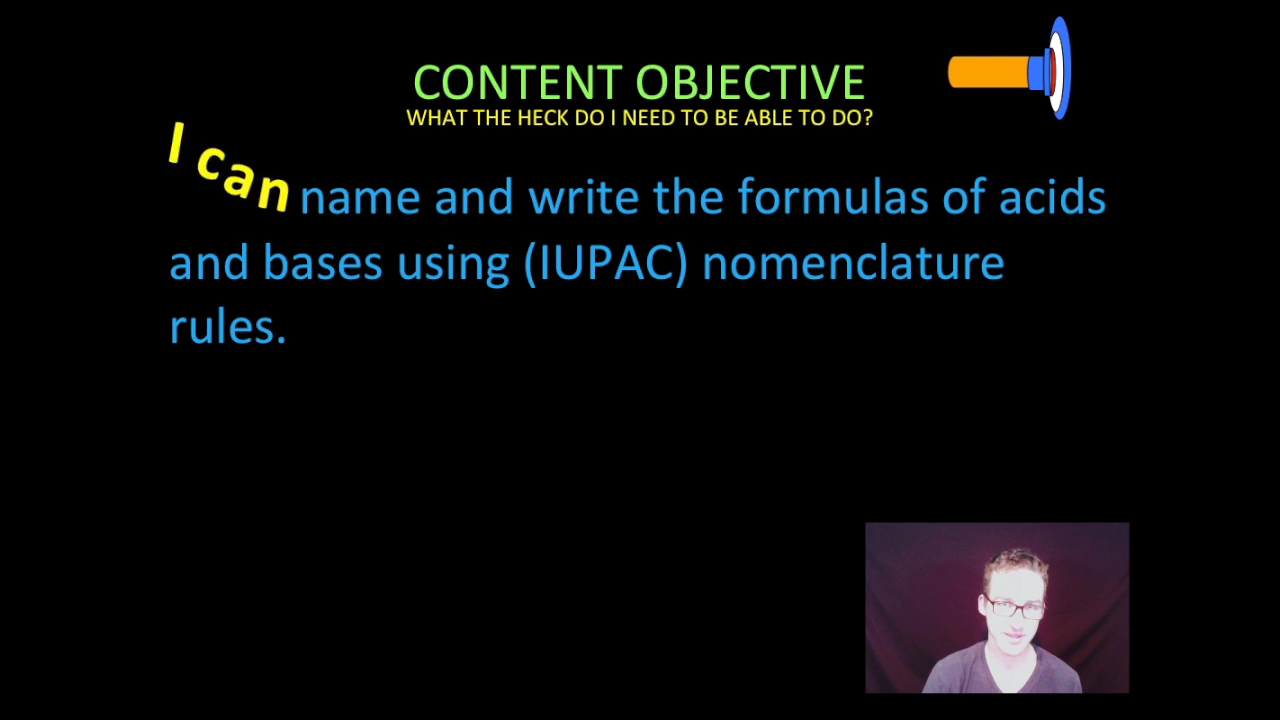 CONTENT OBJECTIVE
WHAT THE HECK DO I NEED TO BE ABLE TO DO?
I can name and write the formulas of acids
and bases using (IUPAC) nomenclature
rules.